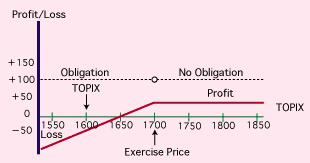 Profit/Loss
+150
+100
+50
0
−50
Obligation
No Obligation
TOPIX
Profit
TOPIX
Loss
1550 1600 1650 1700 1750 1800 1850
Exercise Price